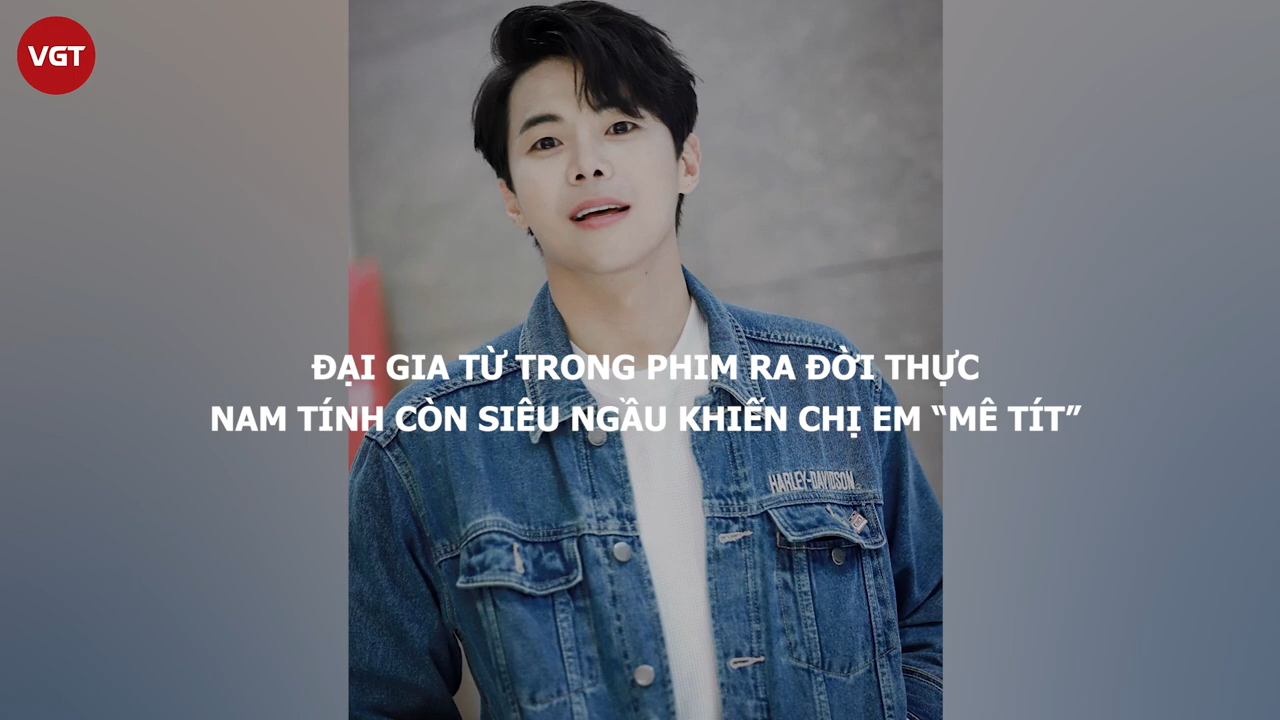 VGT
ĐẠI GIA TỪ TRONG PHIM RA ĐỜI THỰC
NAM TÍNH CÒN SIÊU NGẦU KHIẾN CHỊ EM “MÊ TÍT”
HARLEY-DAVIDSON